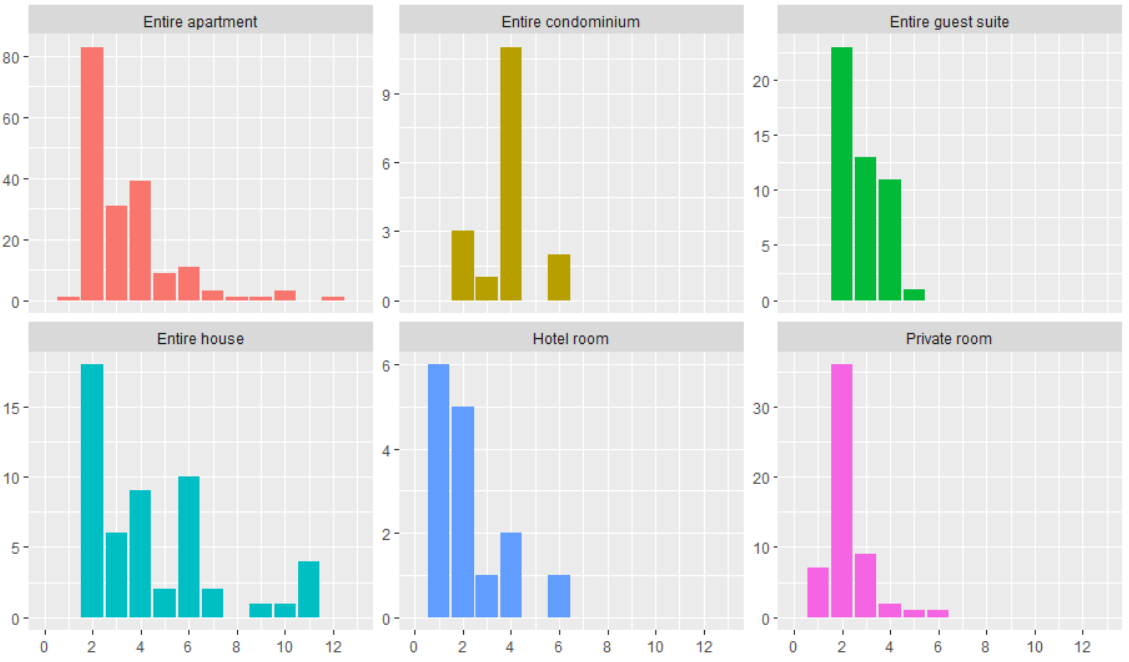 Entire apartment
Entire condominium
Entire guest suite
80
60
40
20
0
9
6
3
0
20
15
10
5
0
Entire house
Hotel room
Private room
15
10
5
0
6
4
2
0
30
20
10
0
0 2 4 6 8 10 12
0 2 4 6 8 10 12
0 2 4 6 8 10 12